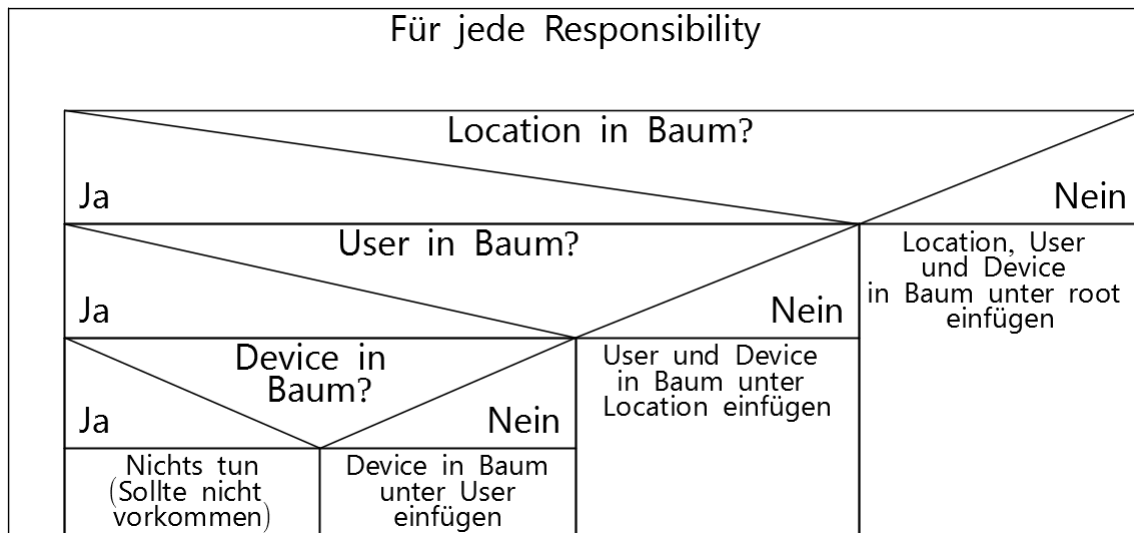 Für jede Responsibility
Location in Baum?
Ja
Nein
User in Baum?
Ja
Nein
Location, User
und Device
in Baum unter root
einfügen
Device in
Baum?
Ja
Nein
User und Device
in Baum unter
Location einfügen
Nichts tun
(Sollte nicht
vorkommen)
Device in Baum
unter User
einfügen